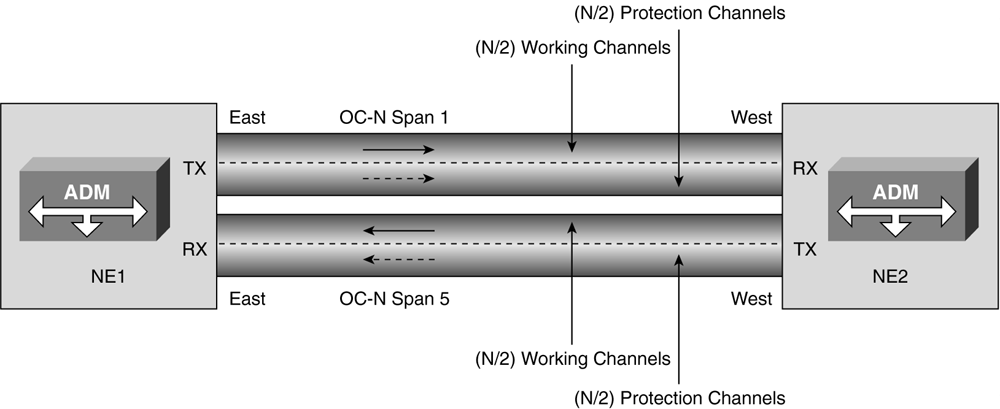 (N/2) Protection Channels
(N/2) Working Channels
East
OC-N Span 1
West
TX
RX
ADM
ADM
RX
TX
NE1
NE2
East
OC-N Span 5
West
(N/2) Working Channels
(N/2) Protection Channels